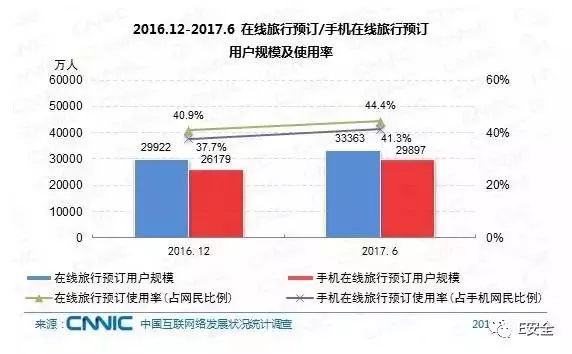 2016.12-2017.6 在线旅行预订/手机在线旅行预订
用户规模及使用率
万人
60000
50000
40000
30000
20000
10000
0
60%
40%
20%
0%
40.9%
44.4%
37.7%
41.3%
29922
26179
33363
29897
2016.12
2017.6
在线旅行预订用户规模
手机在线旅行预订用户规模
在线旅行预订使用率(占网民比例)
手机在线旅行预订使用率(占手机网民比例)
来源: CNNIC 中国互联网络发展状况统计调查
E安全